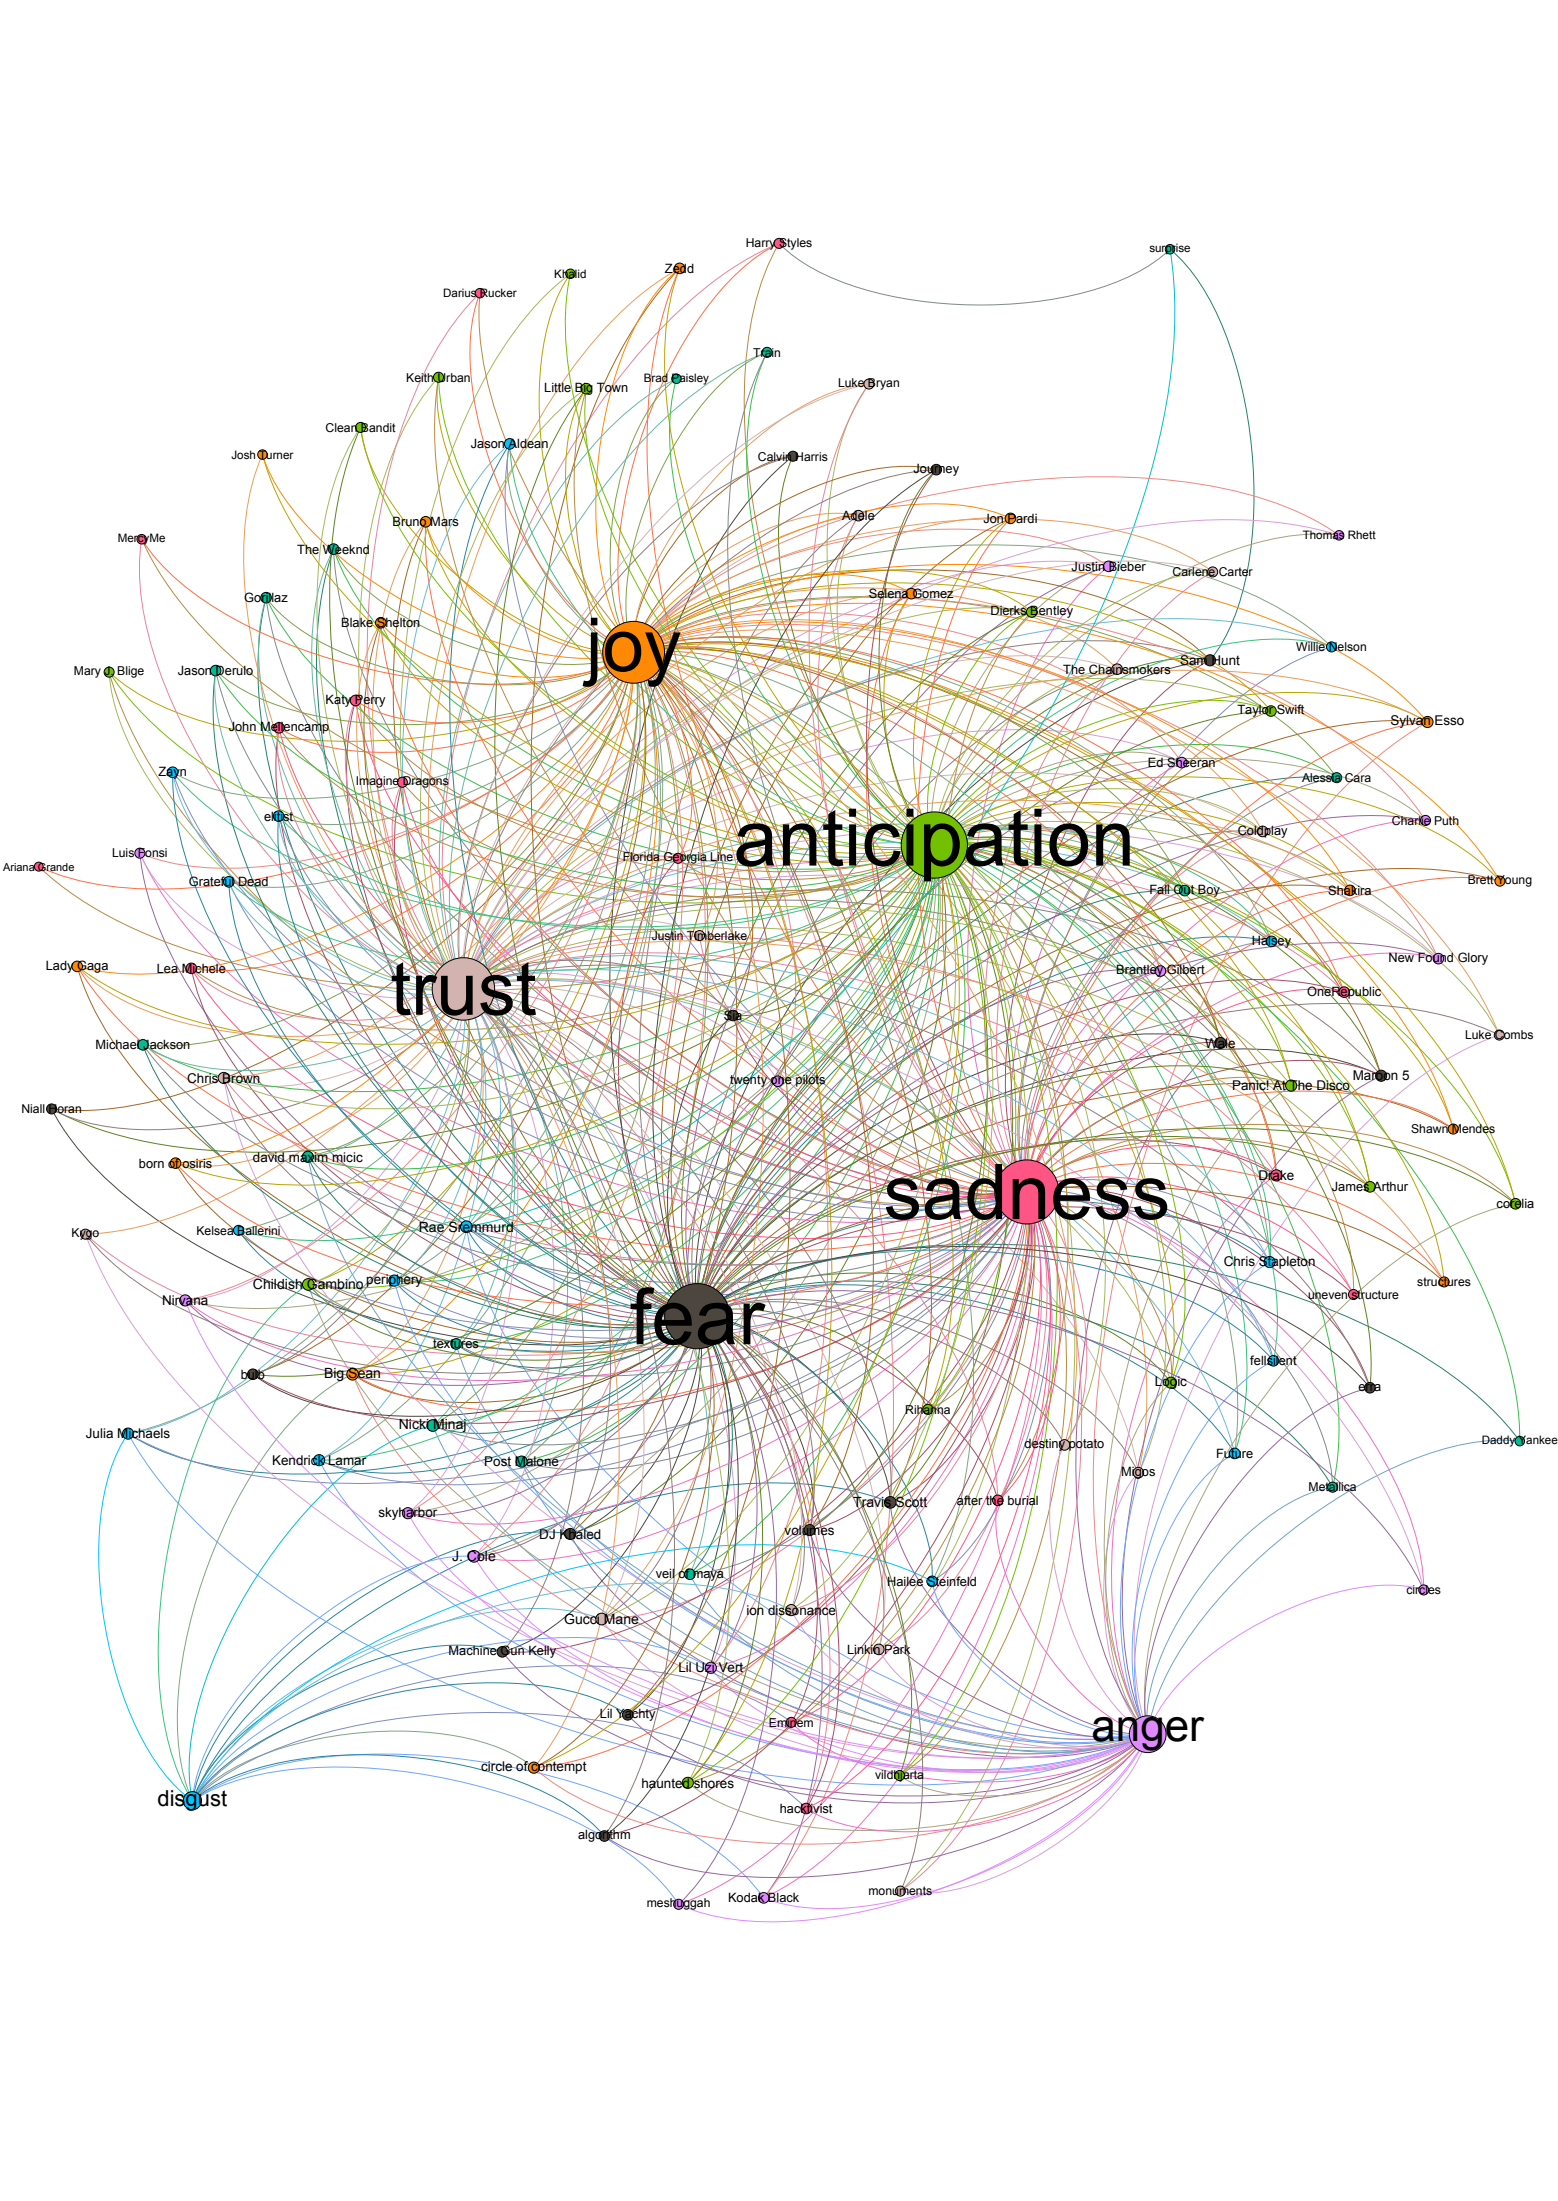 Harry Styles
surprise
Khalid
Zedd
Darius Rucker
Train
Keith Urban
Little Big Town
Brad Paisley
Luke Bryan
Clean Bandit
Jason Aldean
Josh Turner
Calvin Harris
Journey
Adele
Jon Pardi
Bruno Mars
MercyMe
The Weeknd
Thomas Rhett
Justin Bieber
Carlene Carter
Gorillaz
Selena Gomez
Dierks Bentley
Blake Shelton
joy
Willie Nelson
Mary J. Blige
Jason Derulo
The Chainsmokers
Sam Hunt
Katy Perry
Taylor Swift
John Mellencamp
Sylvan Esso
Zayn
Imagine Dragons
Ed Sheeran
Alessia Cara
elitist
anticipation
Coldplay
Charlie Puth
Luis Fonsi
Florida Georgia Line
Ariana Grande
Grateful Dead
Fall Out Boy
Shakira
Brett Young
Justin Timberlake
Halsey
Lady Gaga
Lea Michele
trust
Brantley Gilbert
New Found Glory
OneRepublic
Sia
Michael Jackson
Wale
Luke Combs
Chris Brown
twenty one pilots
Panic! At The Disco
Maroon 5
Niall Horan
Shawn Mendes
born of osiris
david maxim micic
sadness
Drake
James Arthur
corelia
Kygo
Kelsea Ballerini
Rae Sremmurd
Chris Stapleton
Childish Gambino
periphery
structures
Nirvana
fear
uneven structure
textures
fellsilent
bulb
Big Sean
Logic
erra
Rihanna
Julia Michaels
Nicki Minaj
destiny potato
Daddy Yankee
Kendrick Lamar
Post Malone
Future
Migos
Metallica
skyharbor
Travis Scott
after the burial
DJ Khaled
volumes
J. Cole
veil of maya
Hailee Steinfeld
circles
ion dissonance
Gucci Mane
Machine Gun Kelly
Linkin Park
Lil Uzi Vert
Lil Yachty
Eminem
anger
circle of contempt
vildhjarta
haunted shores
disgust
hacktivist
algorithm
monuments
Kodak Black
meshuggah